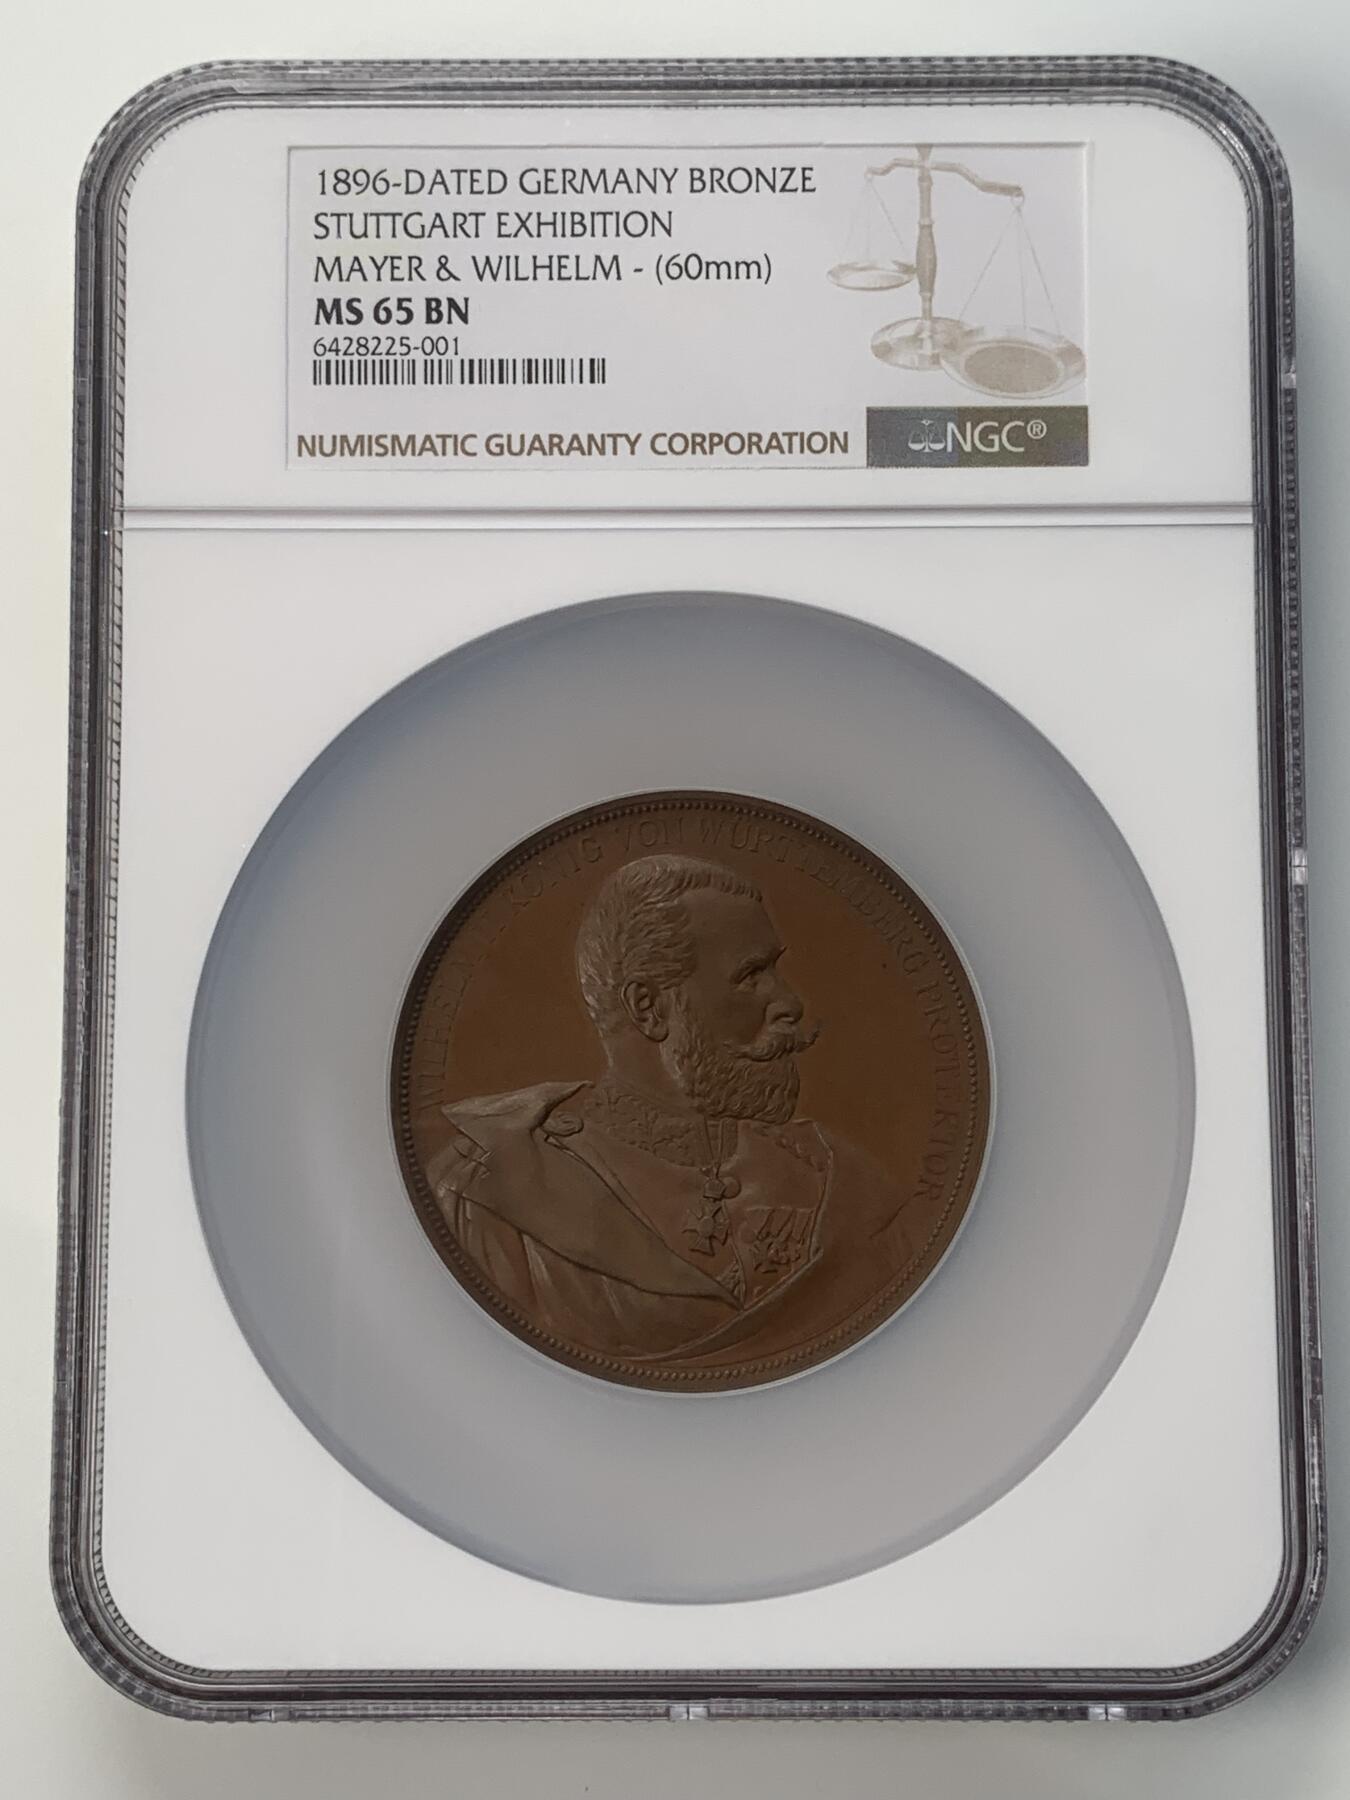 1896-DATED GERMANY BRONZE
STUTTGART EXHIBITION
MAYER & WILHELM - (60mm)
MS 65 BN
6428225-001
NUMISMATIC GUARANTY CORPORATION
NGC®
WILHELM II KÖNIG VON WÜRTTEMBERG PROTEKTOR